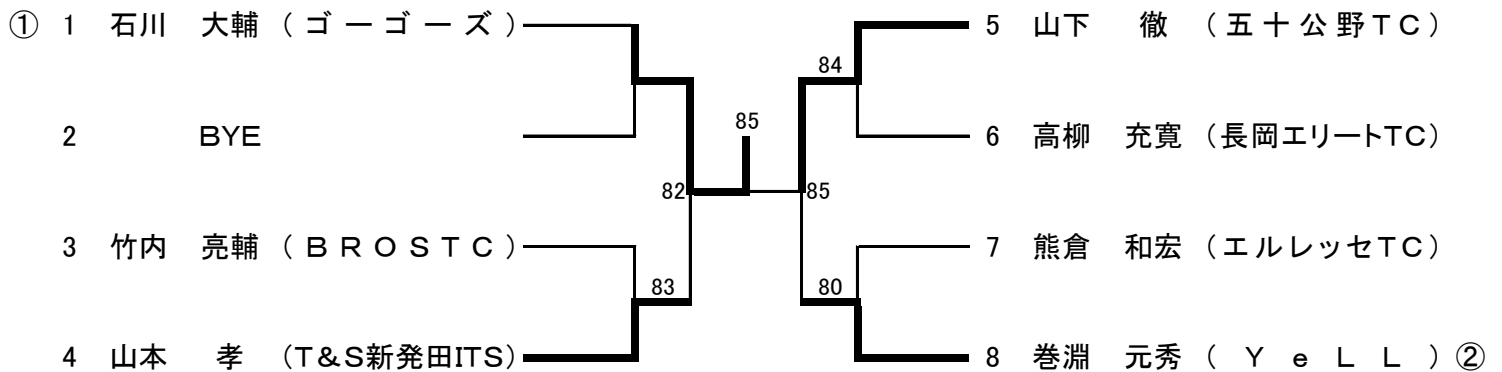 ① 1 石川 大輔 (ゴーゴーズ)
2 BYE
3 竹内 亮輔 (BROSTC)
4 山本 孝 (T&S新発田ITS)
82
83
85
84
85
80
5 山下 徹 (五十公野TC)
6 高柳 充寛 (長岡エリートTC)
7 熊倉 和宏 (エルレッセTC)
8 巻淵 元秀 (YeLL) ②